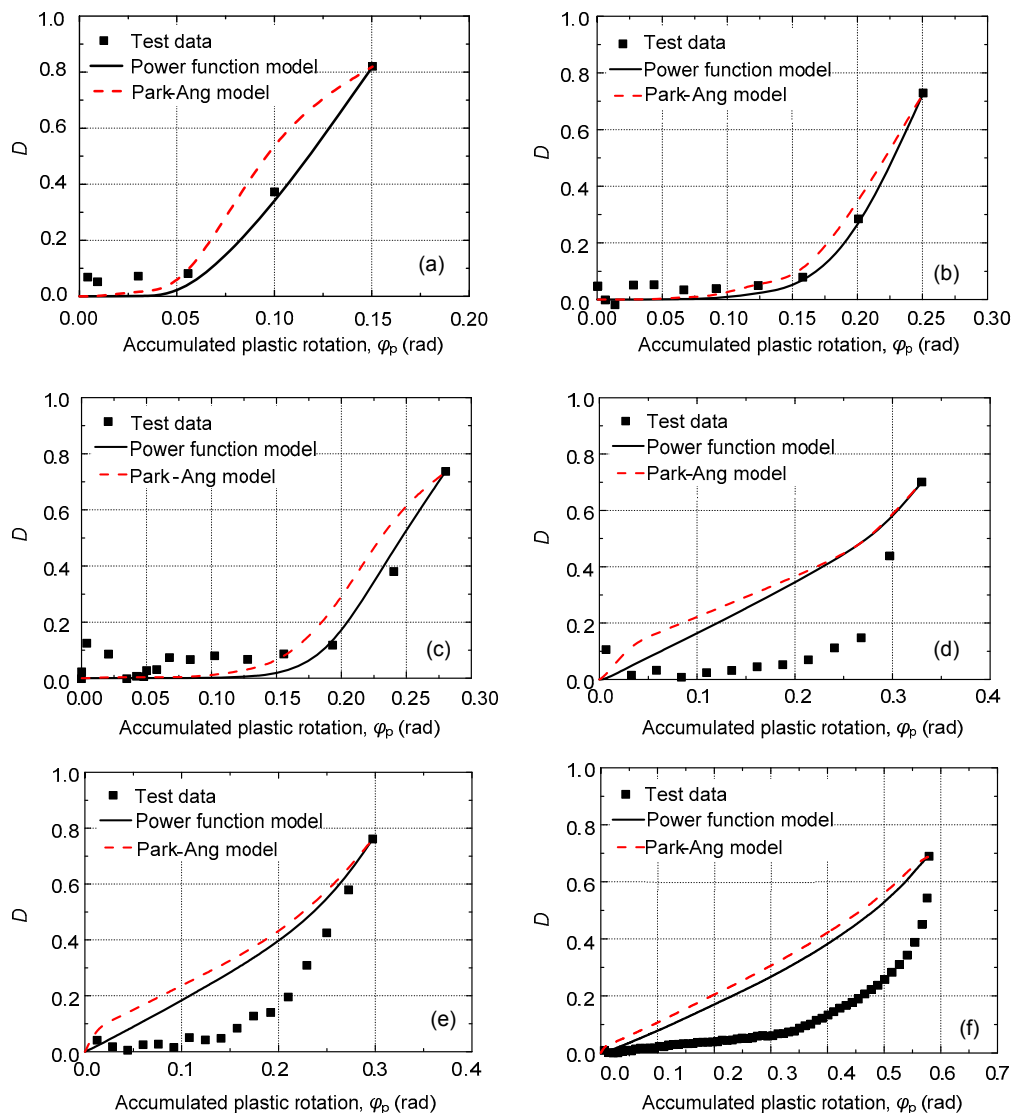 1.0
0.8
0.6
0.4
0.2
0.0
D
Test data
Power function model
Park-Ang model
(a)
0.00 0.05 0.10 0.15 0.20
Accumulated plastic rotation, φp (rad)
1.0
0.8
0.6
0.4
0.2
0.0
D
Test data
Power function model
Park-Ang model
(b)
0.00 0.05 0.10 0.15 0.20 0.25 0.30
Accumulated plastic rotation, φp (rad)
1.0
0.8
0.6
0.4
0.2
0.0
D
Test data
Power function model
Park-Ang model
(c)
0.00 0.05 0.10 0.15 0.20 0.25 0.30
Accumulated plastic rotation, φp (rad)
1.0
0.8
0.6
0.4
0.2
0.0
D
Test data
Power function model
Park-Ang model
(d)
0.0 0.1 0.2 0.3 0.4
Accumulated plastic rotation, φp (rad)
1.0
0.8
0.6
0.4
0.2
0.0
D
Test data
Power function model
Park-Ang model
(e)
0.0 0.1 0.2 0.3 0.4
Accumulated plastic rotation, φp (rad)
1.0
0.8
0.6
0.4
0.2
0.0
D
Test data
Power function model
Park-Ang model
(f)
0.0 0.1 0.2 0.3 0.4 0.5 0.6 0.7
Accumulated plastic rotation, φp (rad)